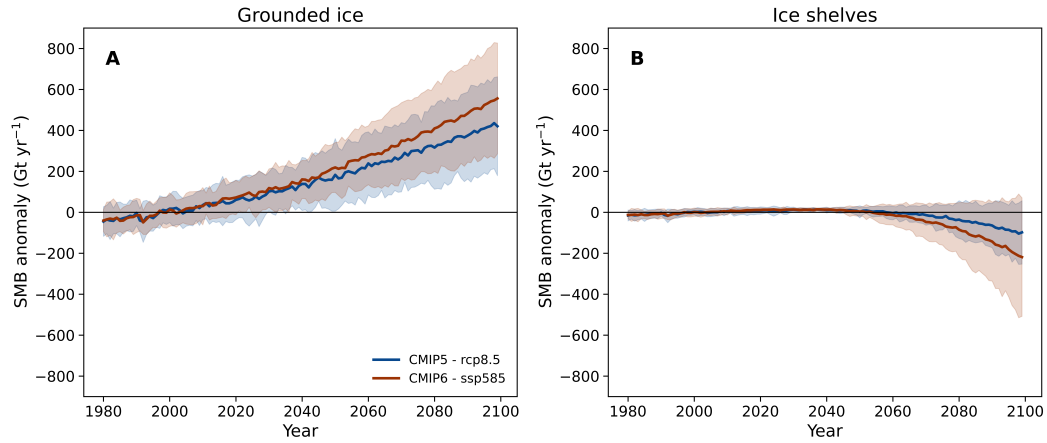 Grounded ice
A
SMB anomaly (Gt yr⁻¹)
800
600
400
200
0
−200
−400
−600
−800
1980 2000 2020 2040 2060 2080 2100
Year
CMIP5 - rcp8.5
CMIP6 - ssp585
Ice shelves
B
SMB anomaly (Gt yr⁻¹)
800
600
400
200
0
−200
−400
−600
−800
1980 2000 2020 2040 2060 2080 2100
Year